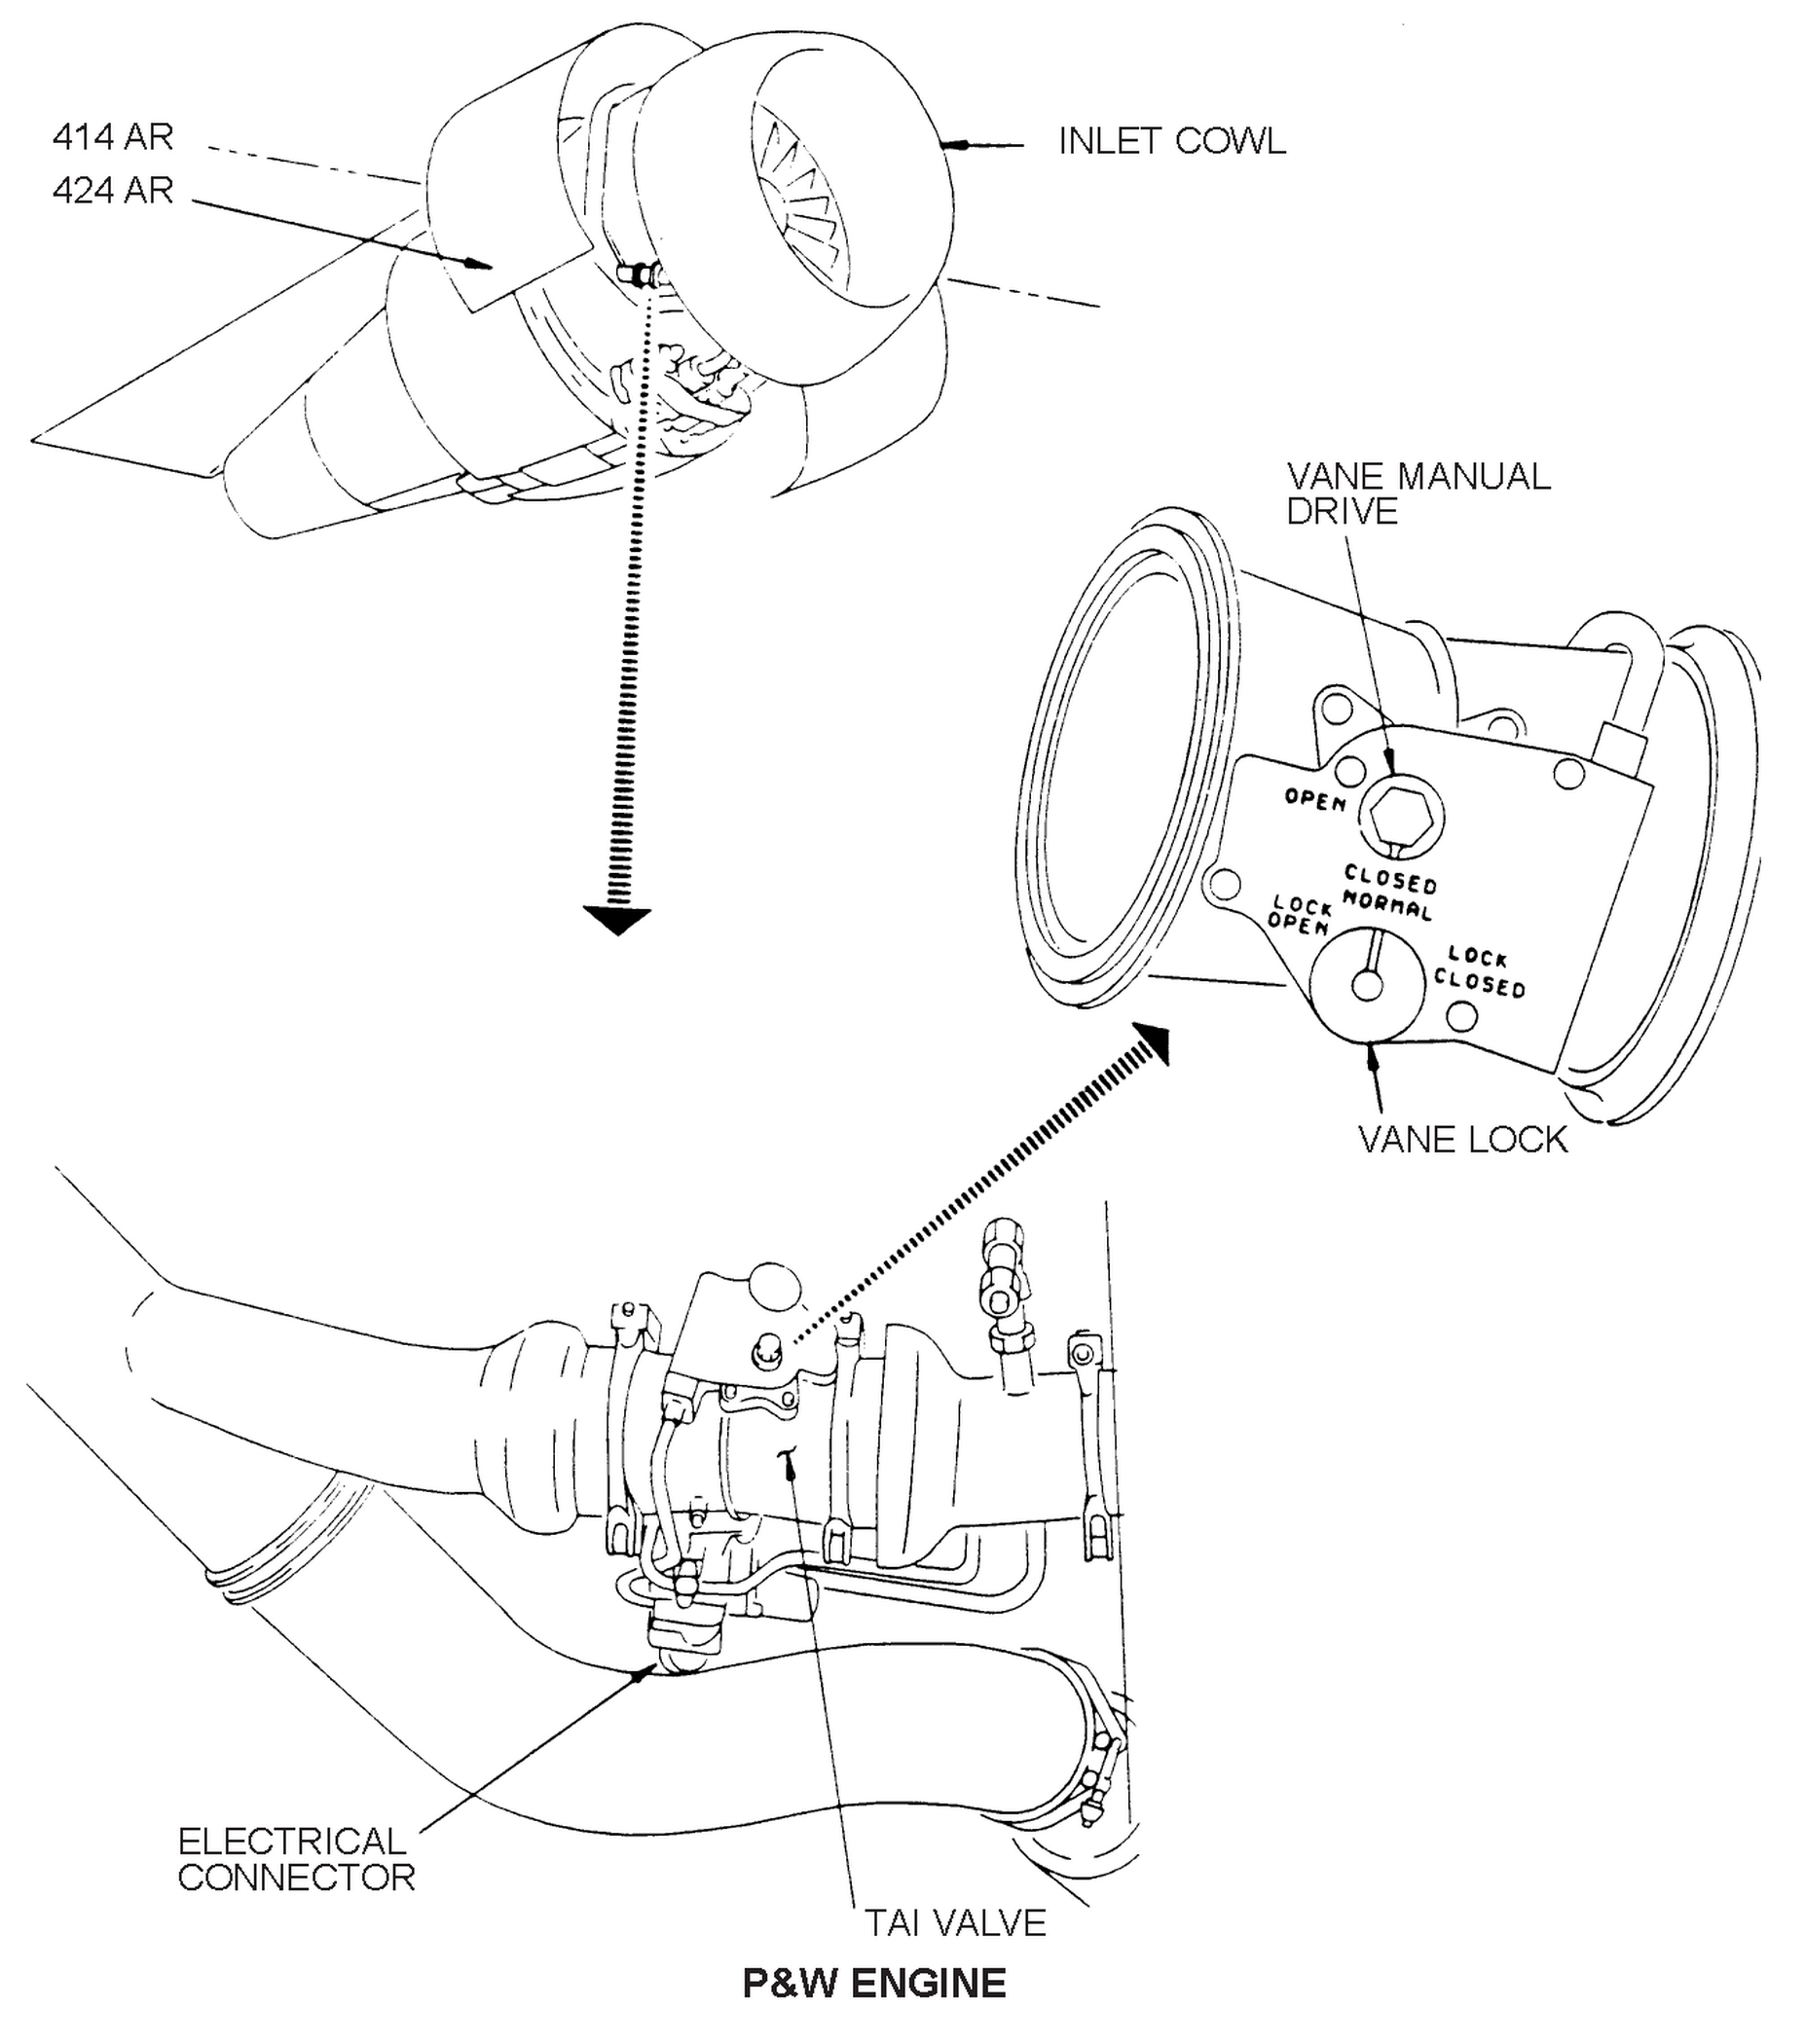 414 AR
424 AR
INLET COWL
VANE MANUAL
DRIVE
OPEN
CLOSED
NORMAL
LOCK
OPEN
LOCK
CLOSED
VANE LOCK
ELECTRICAL
CONNECTOR
TAI VALVE
P&W ENGINE